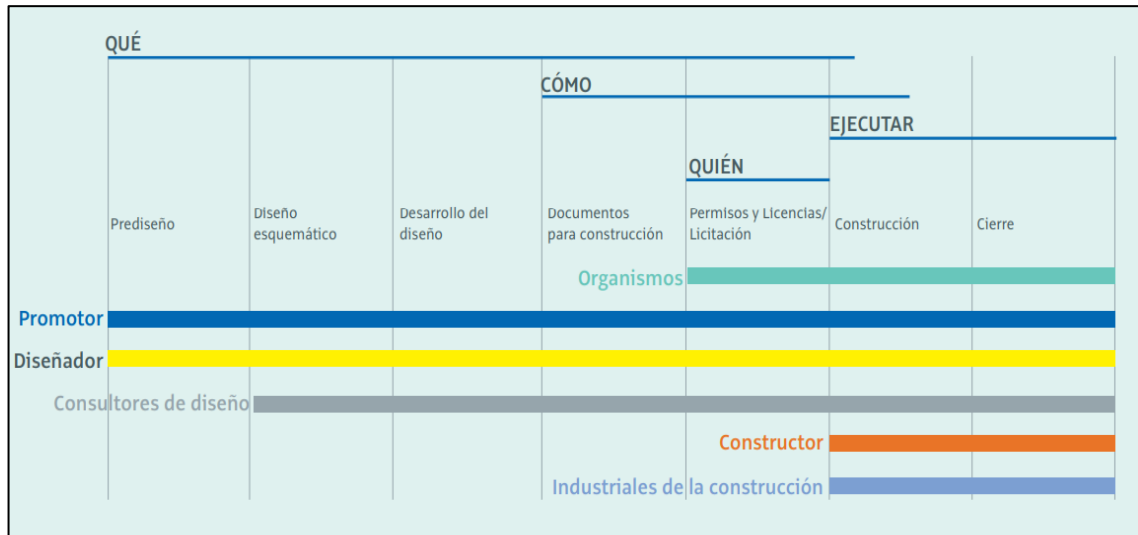 QUÉ
CÓMO
EJECUTAR
QUIÉN
Prediseño
Diseño
esquemático
Desarrollo del
diseño
Documentos
para construcción
Permisos y Licencias/
Licitación
Construcción
Cierre
Organismos
Promotor
Diseñador
Consultores de diseño
Constructor
Industriales de la construcción